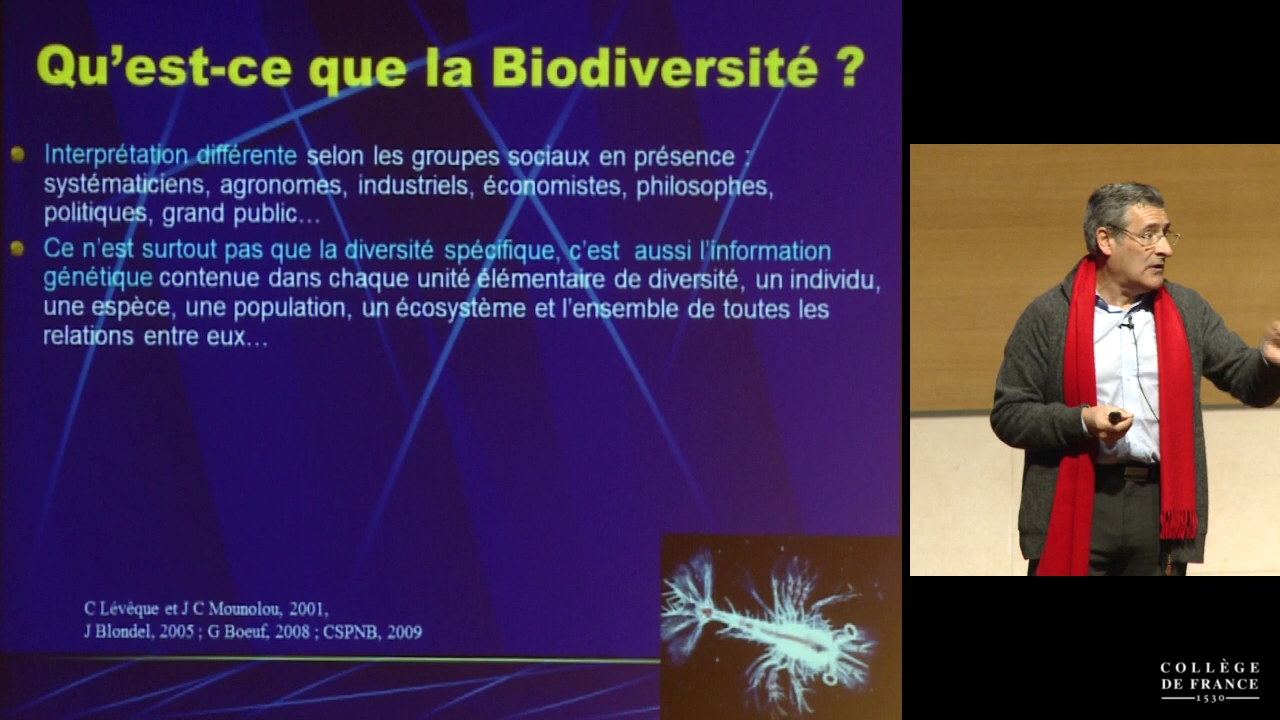 Qu’est-ce que la Biodiversité ?
Interprétation différente selon les groupes sociaux en présence :
systématiciens, agronomes, industriels, économistes, philosophes,
politiques, grand public…
Ce n’est surtout pas que la diversité spécifique, c’est aussi l’information
génétique contenue dans chaque unité élémentaire de diversité, un individu,
une espèce, une population, un écosystème et l’ensemble de toutes les
relations entre eux…
C Lévêque et J C Mounolou, 2001,
J Blondel, 2005 ; G Boeuf, 2008 ; CSPNB, 2009
COLLÈGE
DE FRANCE
1530